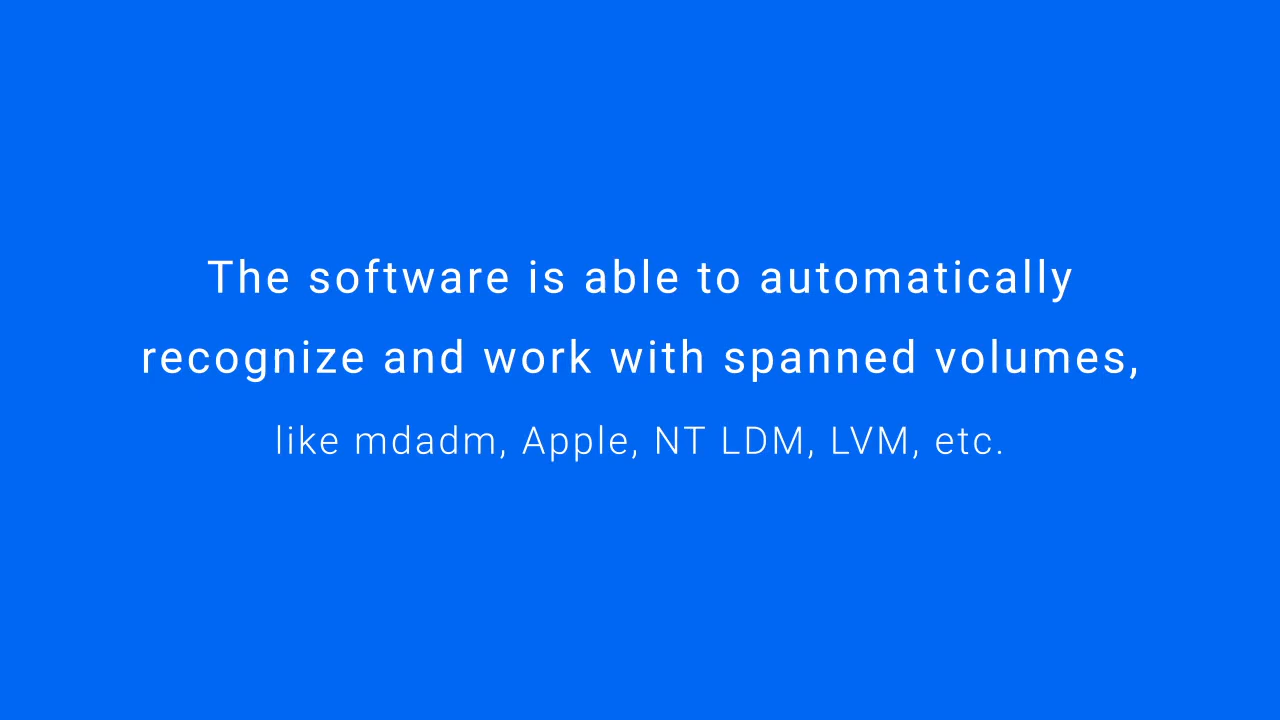 The software is able to automatically
recognize and work with spanned volumes,
like mdadm, Apple, NT LDM, LVM, etc.